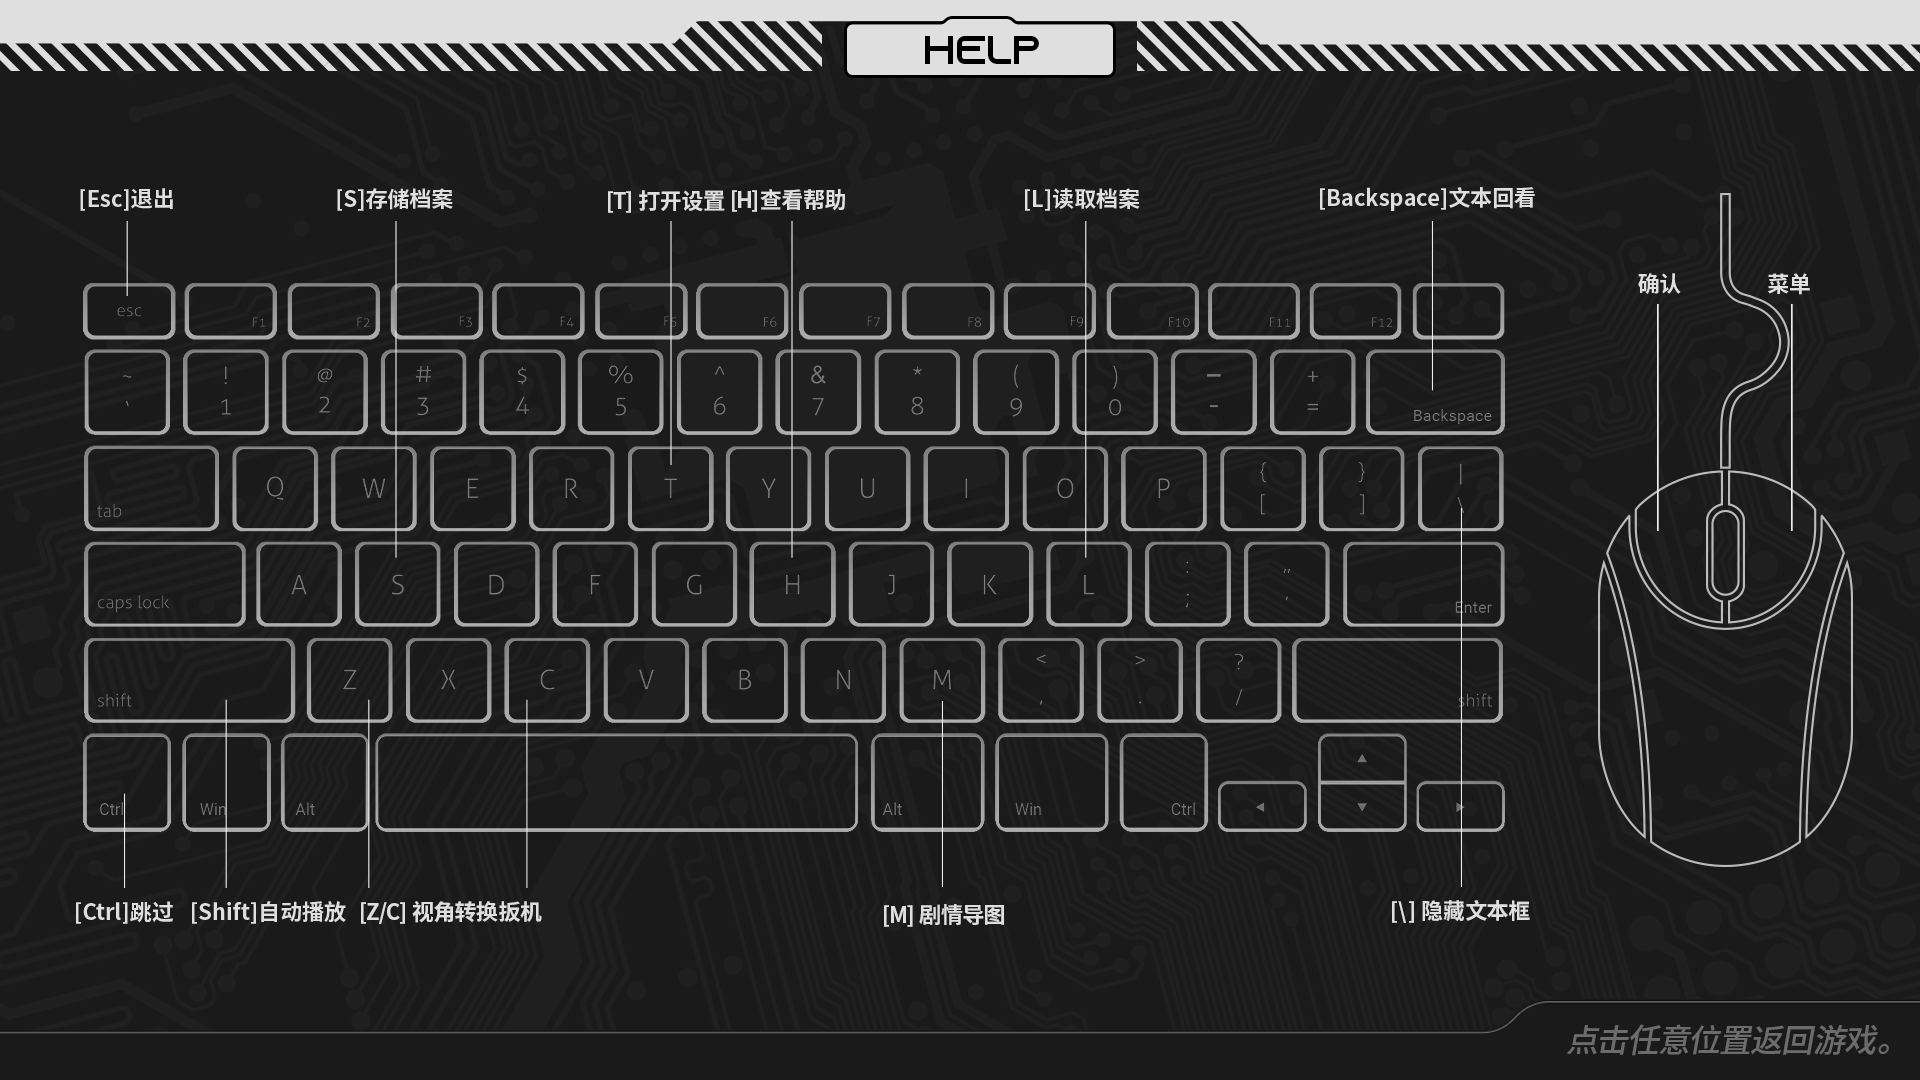 HELP
[Esc]退出
[S]存储档案
[T] 打开设置
[H]查看帮助
[L]读取档案
[Backspace]文本回看
确认
菜单
esc F1 F2 F3 F4 F5 F6 F7 F8 F9 F10 F11 F12
~ ! @ # $ % ^ & * ( ) − +
` 1 2 3 4 5 6 7 8 9 0 - = Backspace
tab Q W E R T Y U I O P { [ } ] | \
caps lock A S D F G H J K L : ; " ' Enter
shift Z X C V B N M < , > . ? / shift
Ctrl Win Alt Alt Win Ctrl
[Ctrl]跳过
[Shift]自动播放
[Z/C] 视角转换扳机
[M] 剧情导图
[\] 隐藏文本框
点击任意位置返回游戏。